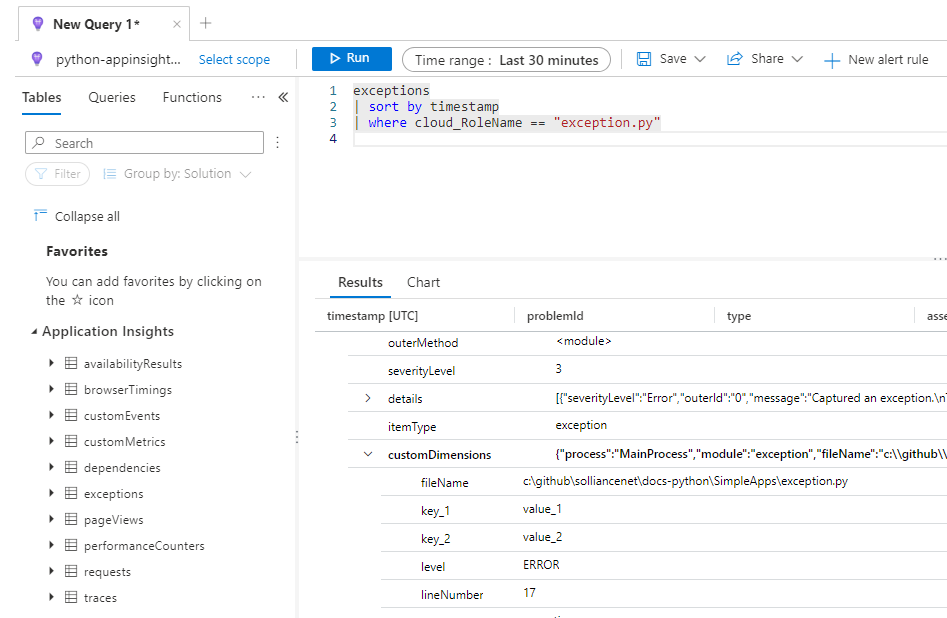 New Query 1*
python-appinsight...
Select scope
Run
Time range : Last 30 minutes
Save
Share
New alert rule
Tables
Queries
Functions
...
Search
Filter
Group by: Solution
Collapse all
Favorites
You can add favorites by clicking on
the ☆ icon
Application Insights
availabilityResults
browserTimings
customEvents
customMetrics
dependencies
exceptions
pageViews
performanceCounters
requests
traces
1 exceptions
2 | sort by timestamp
3 | where cloud_RoleName == "exception.py"
4
Results
Chart
timestamp [UTC] problemId type asse
outerMethod <module>
severityLevel 3
details [{"severityLevel":"Error","outerId":"0","message":"Captured an exception.\nT
itemType exception
customDimensions {"process":"MainProcess","module":"exception","fileName":"c:\\github\\
fileName c:\github\solliancenet\docs-python\SimpleApps\exception.py
key_1 value_1
key_2 value_2
level ERROR
lineNumber 17